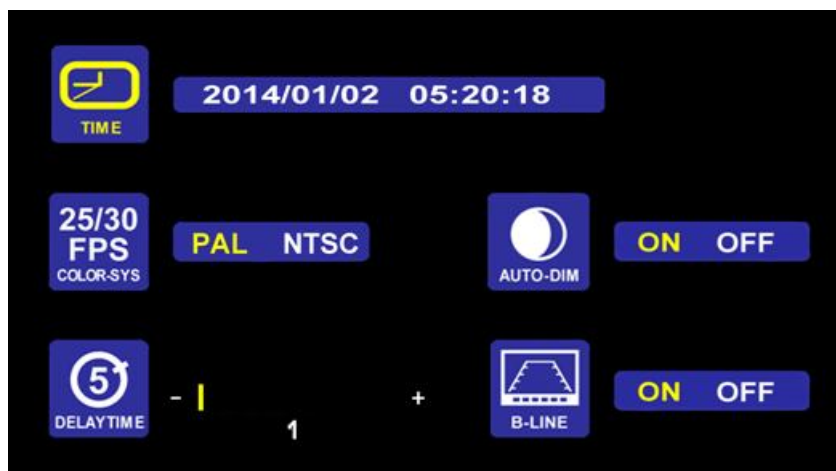 TIME
2014/01/02 05:20:18
25/30
FPS
COLOR-SYS
PAL NTSC
AUTO-DIM
ON OFF
5
DELAYTIME
- +
1
B-LINE
ON OFF